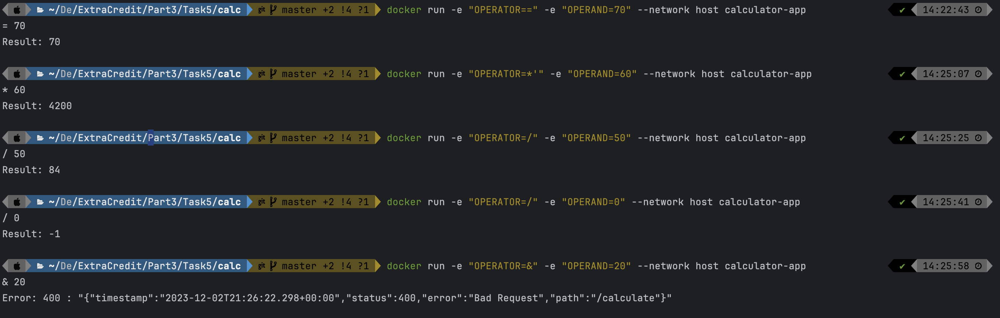 ~/De/ExtraCredit/Part3/Task5/calc git master +2 !4 ?1 docker run -e "OPERATOR==" -e "OPERAND=70" --network host calculator-app ✔ 14:22:43
= 70
Result: 70
~/De/ExtraCredit/Part3/Task5/calc git master +2 !4 ?1 docker run -e "OPERATOR=*'" -e "OPERAND=60" --network host calculator-app ✔ 14:25:07
* 60
Result: 4200
~/De/ExtraCredit/Part3/Task5/calc git master +2 !4 ?1 docker run -e "OPERATOR=/" -e "OPERAND=50" --network host calculator-app ✔ 14:25:25
/ 50
Result: 84
~/De/ExtraCredit/Part3/Task5/calc git master +2 !4 ?1 docker run -e "OPERATOR=/" -e "OPERAND=0" --network host calculator-app ✔ 14:25:41
/ 0
Result: -1
~/De/ExtraCredit/Part3/Task5/calc git master +2 !4 ?1 docker run -e "OPERATOR=&" -e "OPERAND=20" --network host calculator-app ✔ 14:25:58
& 20
Error: 400 : "{"timestamp":"2023-12-02T21:26:22.298+00:00","status":400,"error":"Bad Request","path":"/calculate"}"